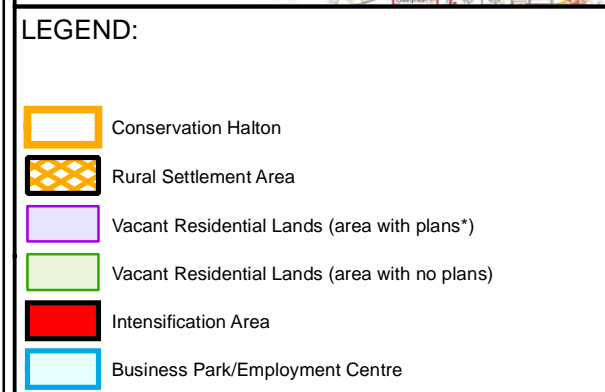 LEGEND:
Conservation Halton
Rural Settlement Area
Vacant Residential Lands (area with plans*)
Vacant Residential Lands (area with no plans)
Intensification Area
Business Park/Employment Centre